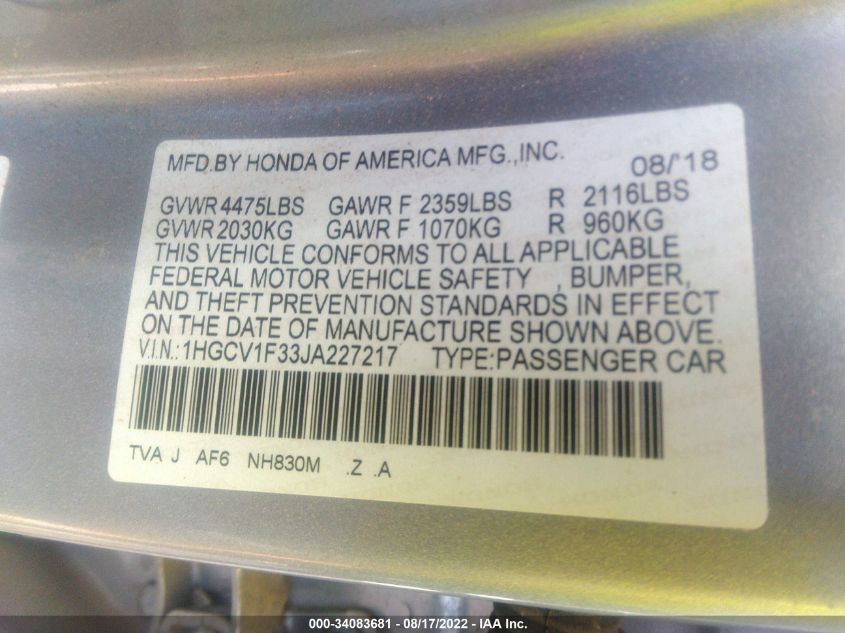 MFD.BY HONDA OF AMERICA MFG.,INC. 08/'18
GVWR 4475LBS GAWR F 2359LBS R 2116LBS
GVWR 2030KG GAWR F 1070KG R 960KG
THIS VEHICLE CONFORMS TO ALL APPLICABLE
FEDERAL MOTOR VEHICLE SAFETY , BUMPER,
AND THEFT PREVENTION STANDARDS IN EFFECT
ON THE DATE OF MANUFACTURE SHOWN ABOVE.
V.I.N.:1HGCV1F33JA227217 TYPE:PASSENGER CAR
TVA J AF6 NH830M .Z .A
000-34083681 - 08/17/2022 - IAA Inc.